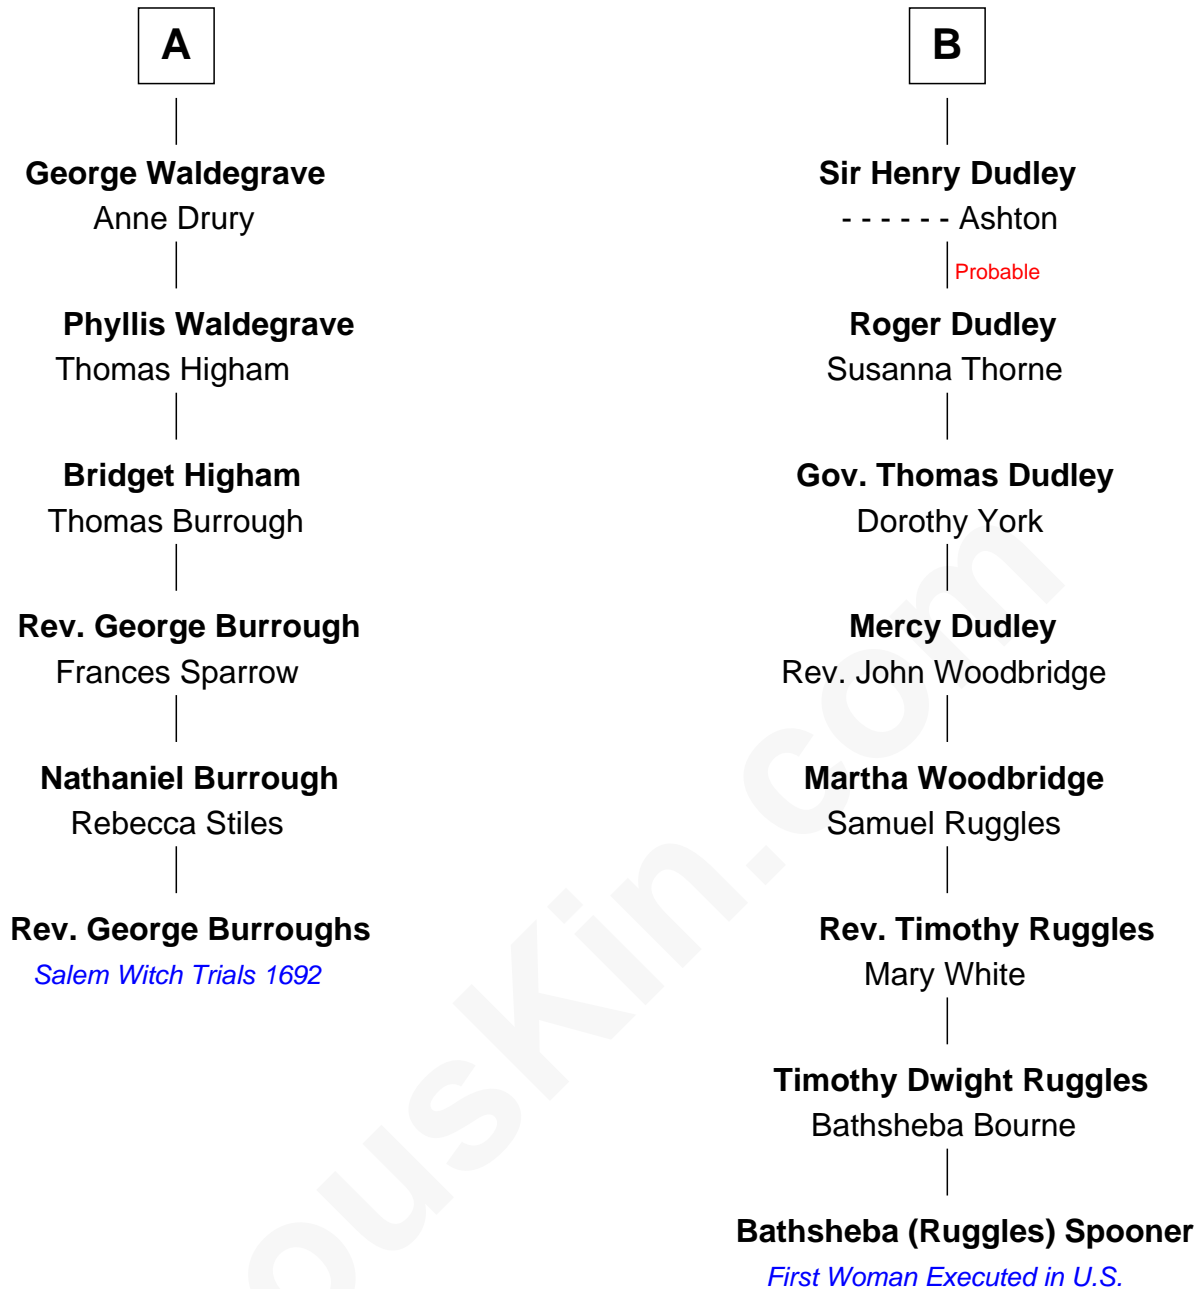 A
George Waldegrave
Anne Drury
Phyllis Waldegrave
Thomas Higham
Bridget Higham
Thomas Burrough
Rev. George Burrough
Frances Sparrow
Nathaniel Burrough
Rebecca Stiles
Rev. George Burroughs
Salem Witch Trials 1692
B
Sir Henry Dudley
- - - - - - Ashton
Probable
Roger Dudley
Susanna Thorne
Gov. Thomas Dudley
Dorothy York
Mercy Dudley
Rev. John Woodbridge
Martha Woodbridge
Samuel Ruggles
Rev. Timothy Ruggles
Mary White
Timothy Dwight Ruggles
Bathsheba Bourne
Bathsheba (Ruggles) Spooner
First Woman Executed in U.S.
ousKin.com